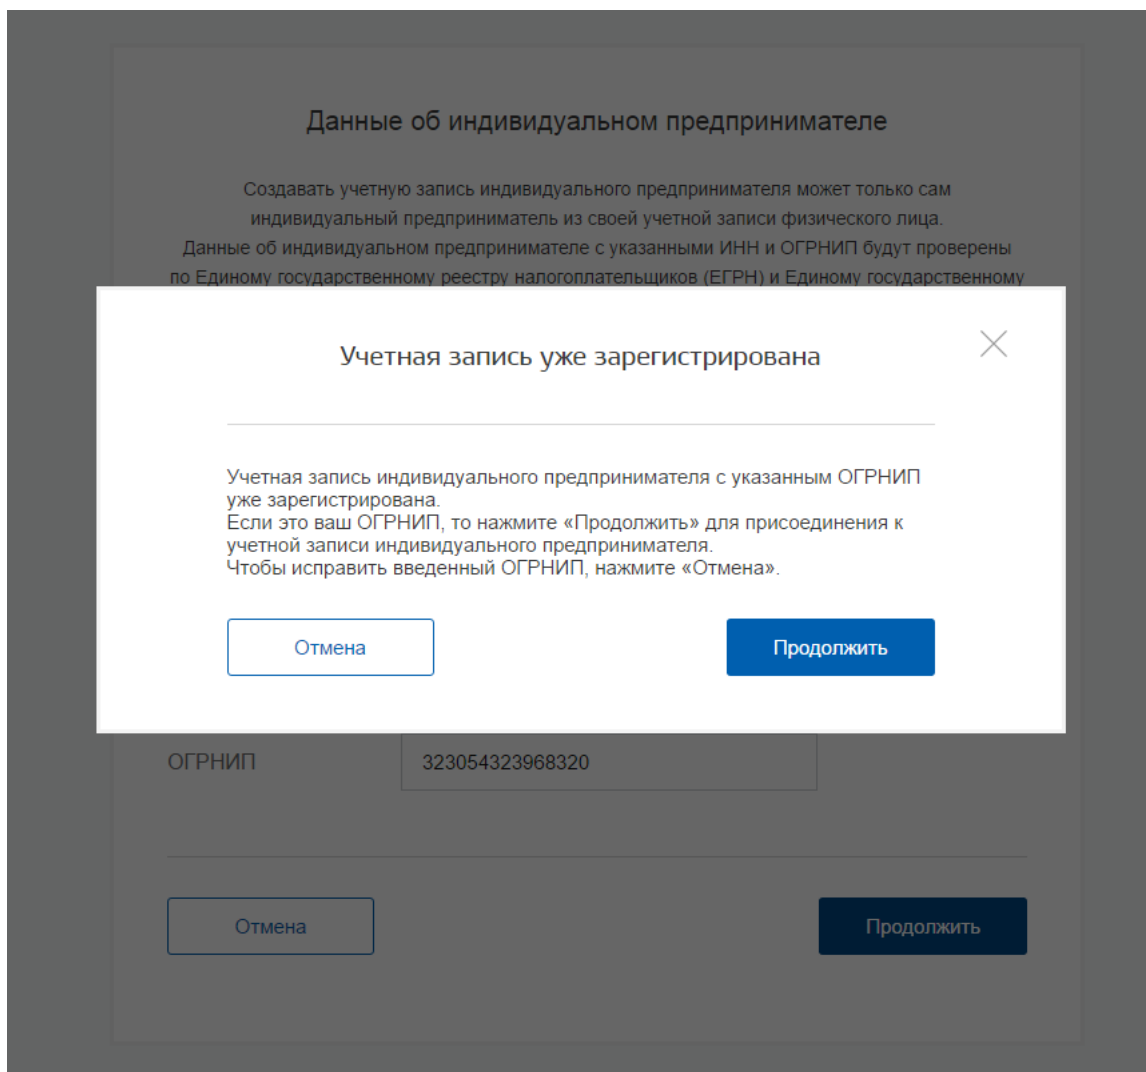 Данные об индивидуальном предпринимателе
Создавать учетную запись индивидуального предпринимателя может только сам
индивидуальный предприниматель из своей учетной записи физического лица.
Данные об индивидуальном предпринимателе с указанными ИНН и ОГРНИП будут проверены
по Единому государственному реестру налогоплательщиков (ЕГРН) и Единому государственному
Учетная запись уже зарегистрирована
Учетная запись индивидуального предпринимателя с указанным ОГРНИП
уже зарегистрирована.
Если это ваш ОГРНИП, то нажмите «Продолжить» для присоединения к
учетной записи индивидуального предпринимателя.
Чтобы исправить введенный ОГРНИП, нажмите «Отмена».
Отмена
Продолжить
ОГРНИП
323054323968320
Отмена
Продолжить